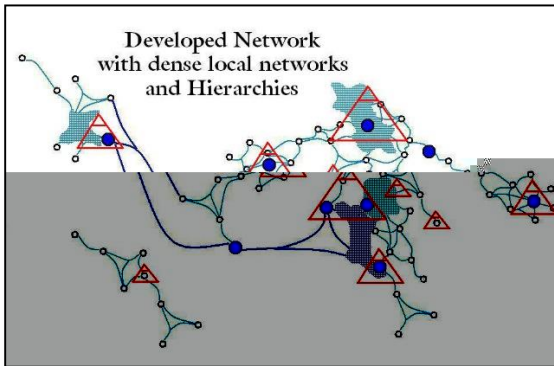 Developed Network
with dense local networks
and Hierarchies